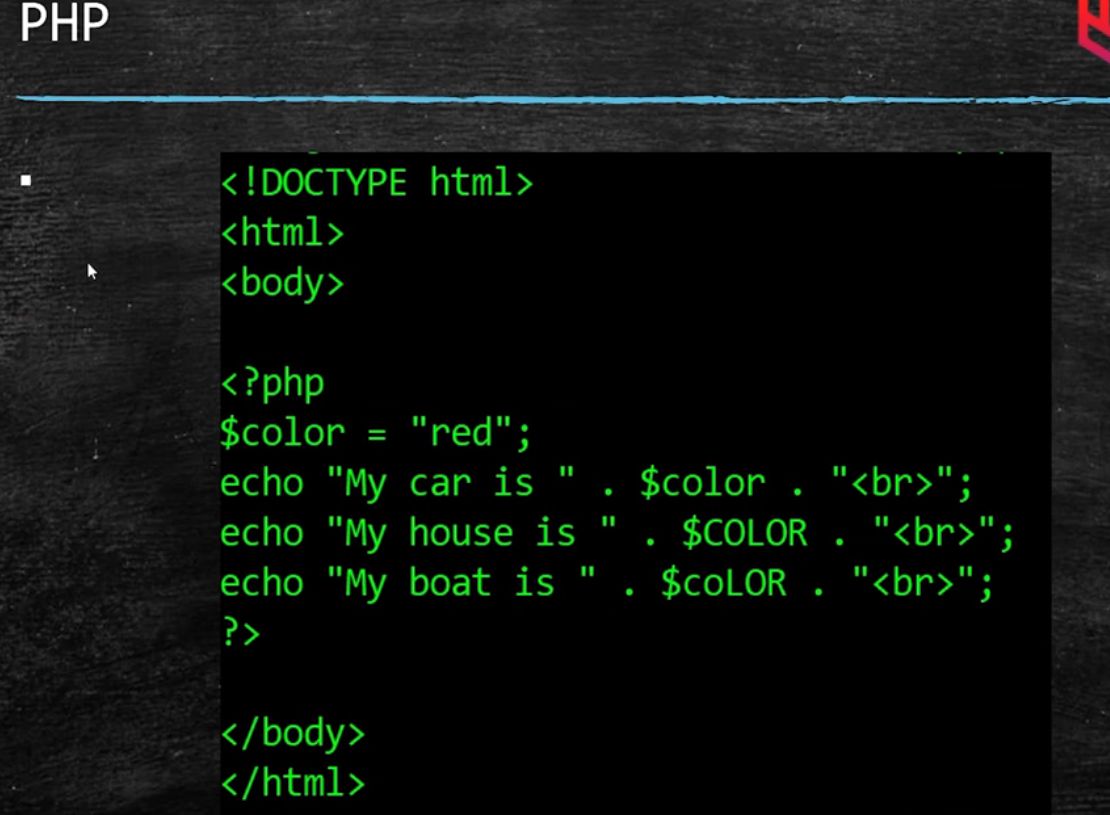 PHP
<!DOCTYPE html>
<html>
<body>
<?php
$color = "red";
echo "My car is " . $color . "<br>";
echo "My house is " . $COLOR . "<br>";
echo "My boat is " . $coLOR . "<br>";
?>
</body>
</html>